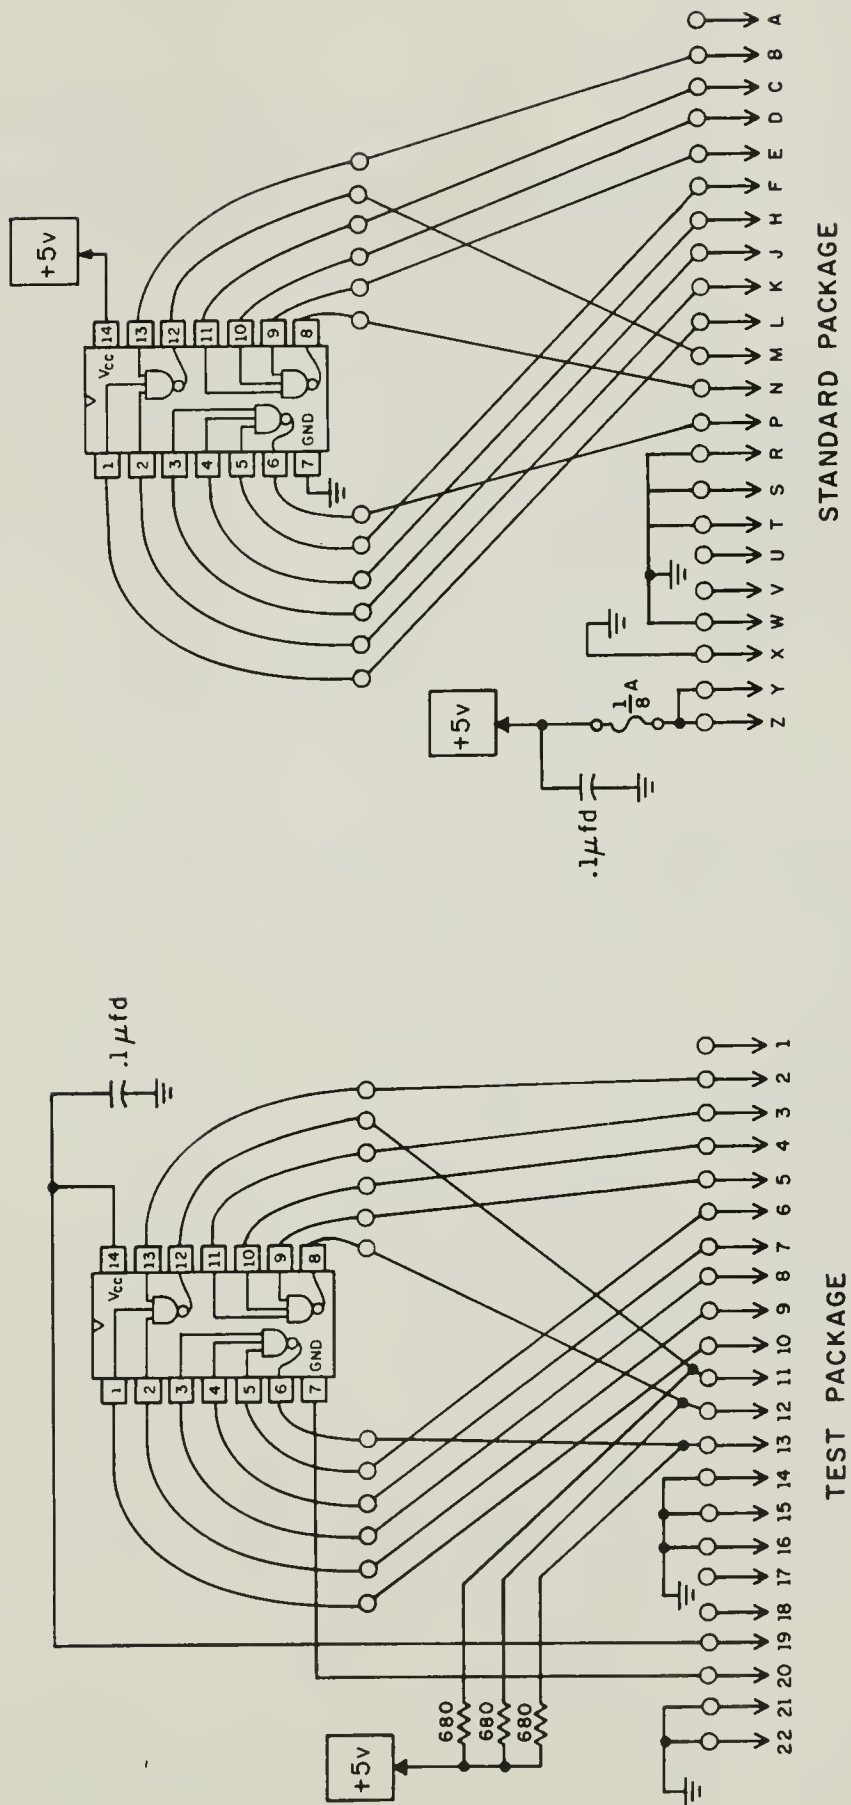 +5v
14
13
12
11
10
9
8
Vcc
GND
1
2
3
4
5
6
7
+5v
1/8 A
.1µfd
Z Y X W V U T S R P N M L K J H F E D C B A
STANDARD PACKAGE
.1µfd
14
13
12
11
10
9
8
Vcc
GND
1
2
3
4
5
6
7
+5v
680
680
680
22 21 20 19 18 17 16 15 14 13 12 11 10 9 8 7 6 5 4 3 2 1
TEST PACKAGE